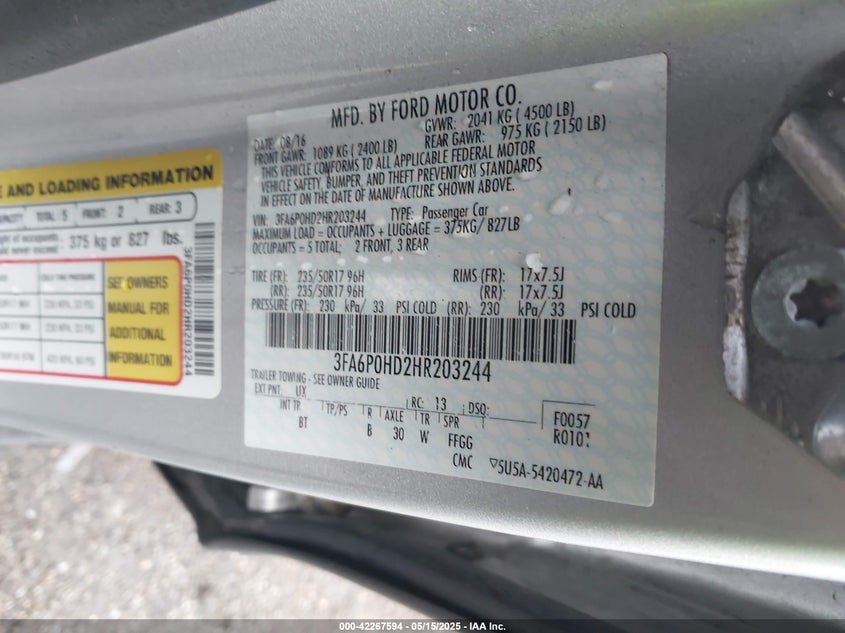 E AND LOADING INFORMATION
TOTAL: 5 FRONT: 2 REAR: 3
375 kg or 827 lbs.
SEE OWNERS
MANUAL FOR
ADDITIONAL
INFORMATION
3FA6P0HD2HR203244
MFD. BY FORD MOTOR CO.
DATE: 08/16 GVWR: 2041 KG ( 4500 LB)
FRONT GAWR: 1089 KG ( 2400 LB) REAR GAWR: 975 KG ( 2150 LB)
THIS VEHICLE CONFORMS TO ALL APPLICABLE FEDERAL MOTOR
VEHICLE SAFETY, BUMPER, AND THEFT PREVENTION STANDARDS
IN EFFECT ON THE DATE OF MANUFACTURE SHOWN ABOVE.
VIN: 3FA6P0HD2HR203244 TYPE: Passenger Car
MAXIMUM LOAD = OCCUPANTS + LUGGAGE = 375KG/ 827LB
OCCUPANTS = 5 TOTAL: 2 FRONT, 3 REAR
TIRE (FR): 235/50R17 96H RIMS (FR): 17x7.5J
(RR): 235/50R17 96H (RR): 17x7.5J
PRESSURE (FR): 230 kPa/ 33 PSI COLD (RR): 230 kPa/ 33 PSI COLD
3FA6P0HD2HR203244
TRAILER TOWING - SEE OWNER GUIDE
EXT PNT: UX RC: 13 DSO:
INT TR TP/PS R AXLE TR SPR F0057
BT B 30 W FFGG R0101
CMC 5U5A-5420472-AA
000-42267594 - 05/15/2025 - IAA Inc.